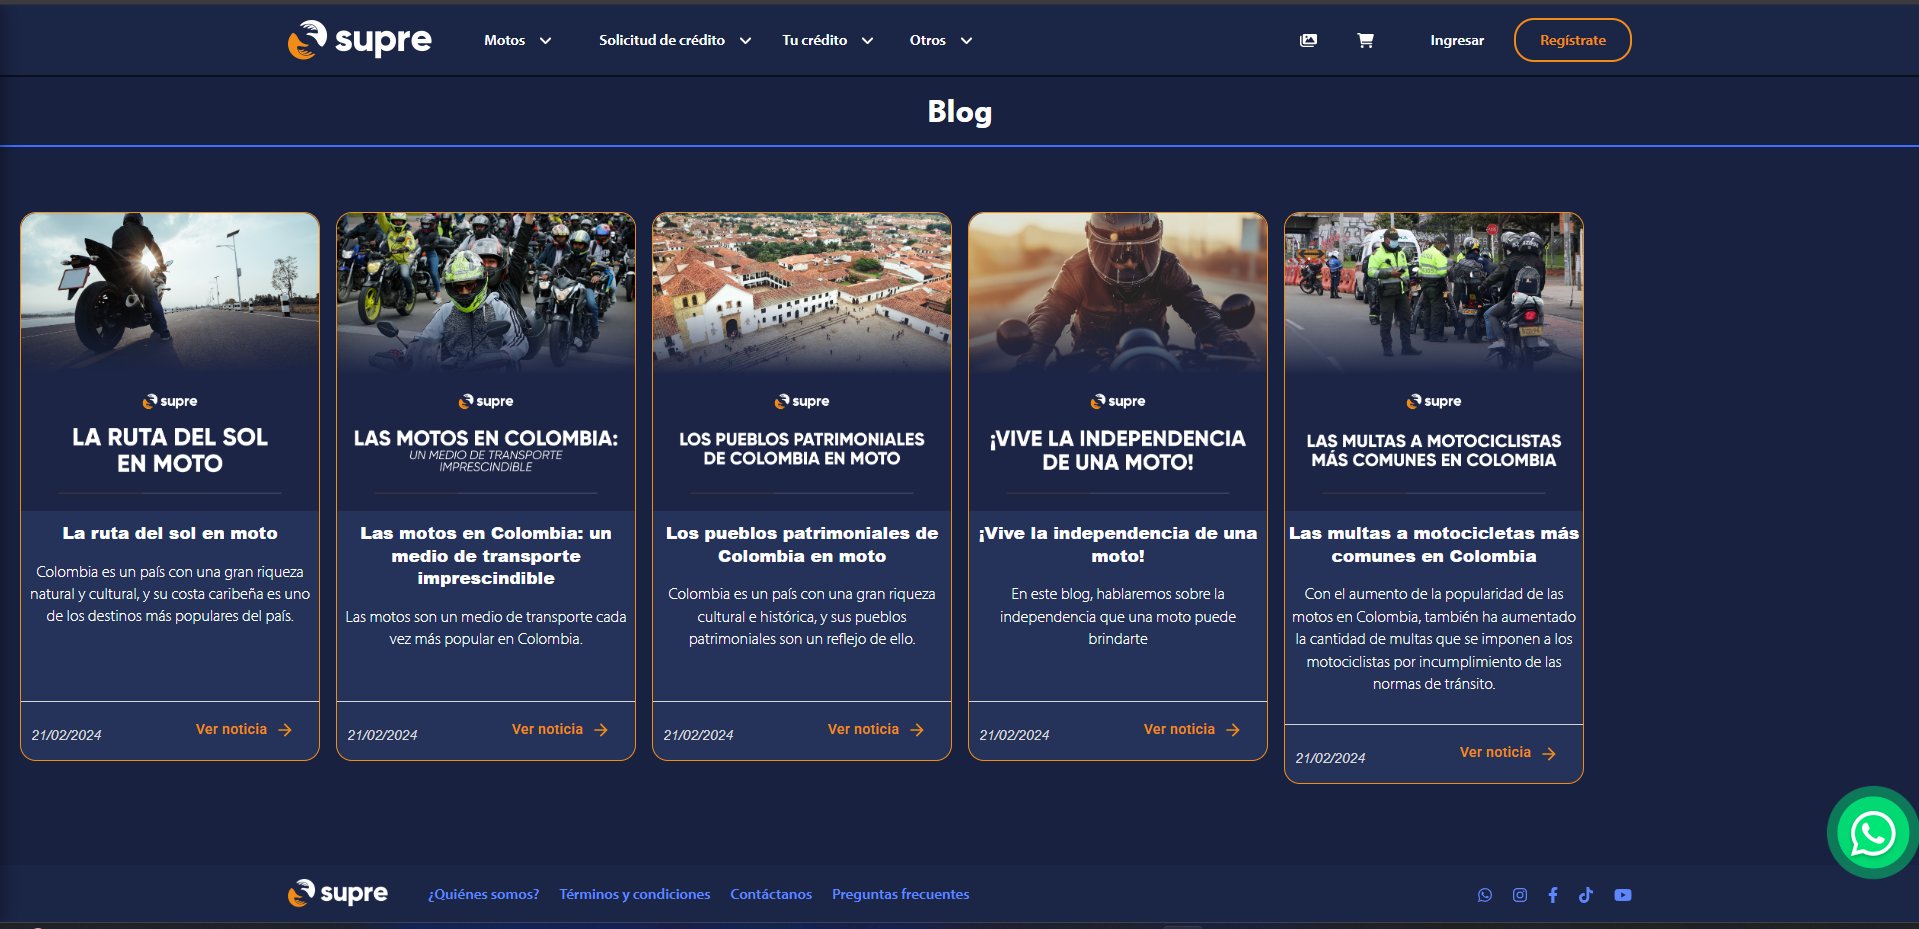 supre
Motos
Solicitud de crédito
Tu crédito
Otros
Ingresar
Regístrate
Blog
supre
LA RUTA DEL SOL
EN MOTO
La ruta del sol en moto
Colombia es un país con una gran riqueza
natural y cultural, y su costa caribeña es uno
de los destinos más populares del país.
21/02/2024
Ver noticia
supre
LAS MOTOS EN COLOMBIA:
UN MEDIO DE TRANSPORTE
IMPRESCINDIBLE
Las motos en Colombia: un
medio de transporte
imprescindible
Las motos son un medio de transporte cada
vez más popular en Colombia.
21/02/2024
Ver noticia
supre
LOS PUEBLOS PATRIMONIALES
DE COLOMBIA EN MOTO
Los pueblos patrimoniales de
Colombia en moto
Colombia es un país con una gran riqueza
cultural e histórica, y sus pueblos
patrimoniales son un reflejo de ello.
21/02/2024
Ver noticia
supre
¡VIVE LA INDEPENDENCIA
DE UNA MOTO!
¡Vive la independencia de una
moto!
En este blog, hablaremos sobre la
independencia que una moto puede
brindarte
21/02/2024
Ver noticia
supre
LAS MULTAS A MOTOCICLISTAS
MÁS COMUNES EN COLOMBIA
Las multas a motocicletas más
comunes en Colombia
Con el aumento de la popularidad de las
motos en Colombia, también ha aumentado
la cantidad de multas que se imponen a los
motociclistas por incumplimiento de las
normas de tránsito.
21/02/2024
Ver noticia
supre
¿Quiénes somos?
Términos y condiciones
Contáctanos
Preguntas frecuentes